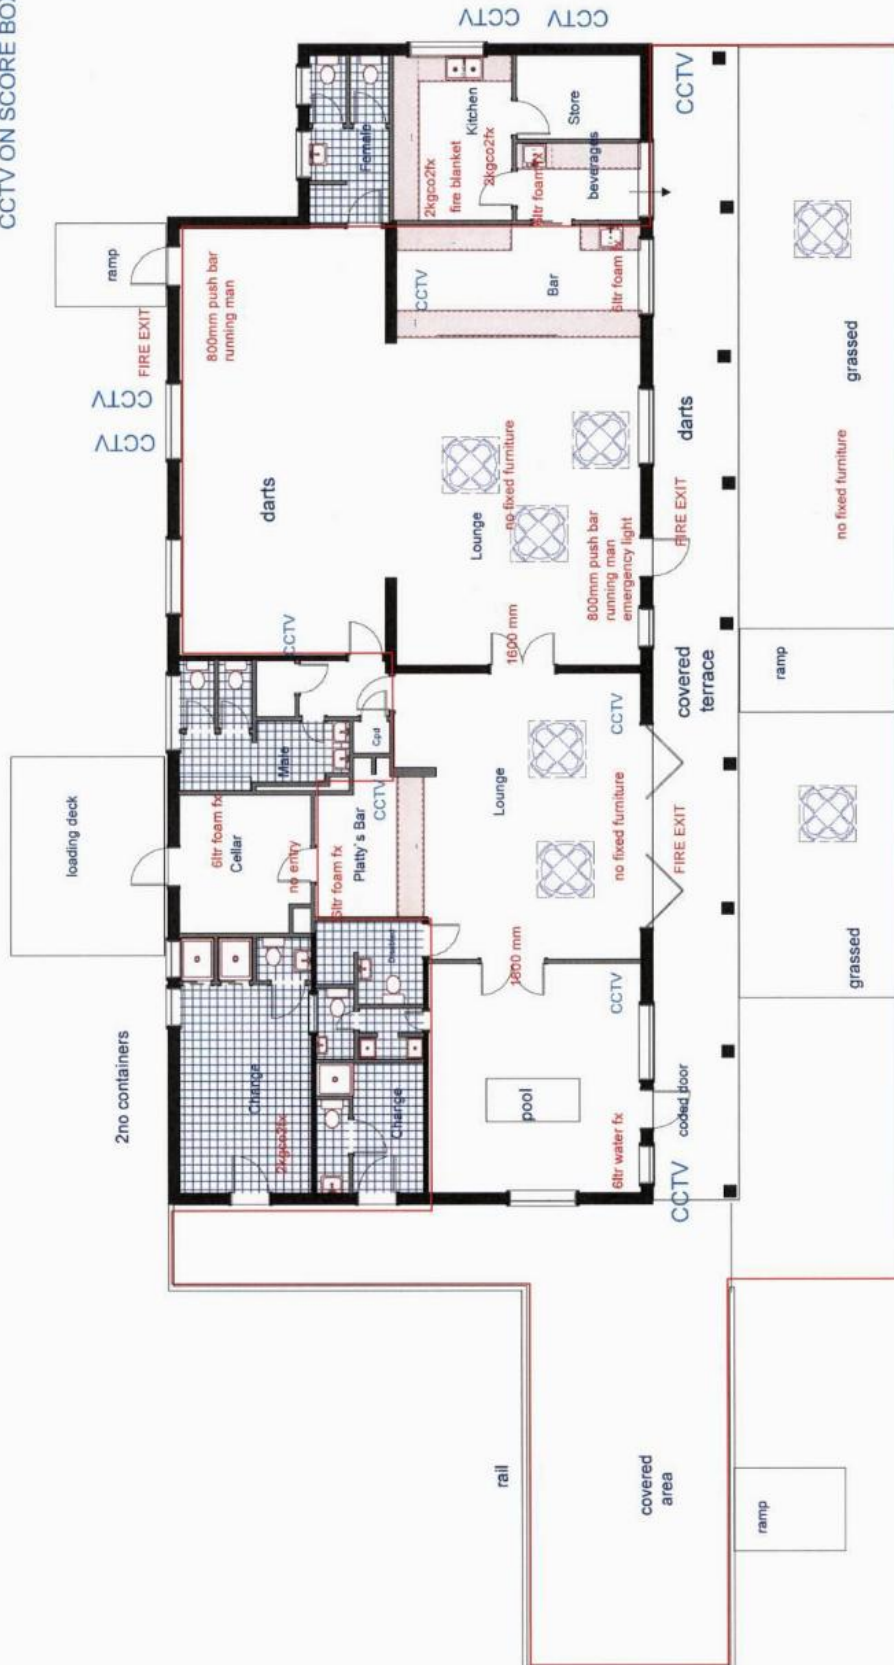 CCTV ON SCORE BO
CCTV
CCTV
CCTV
ramp
FIRE EXIT
CCTV
CCTV
800mm push bar
running man
darts
Female
2kgco2fx
fire blanket
Kitchen
2kgco2fx
Store
beverages
6ltr foam fx
CCTV
Bar
6ltr foam fx
Lounge
no fixed furniture
800mm push bar
running man
emergency light
FIRE EXIT
darts
grassed
no fixed furniture
1600 mm
covered
terrace
ramp
CCTV
Male
Cpd
loading deck
6ltr foam fx
Cellar
no entry
6ltr foam fx
Platty`s Bar
CCTV
Lounge
no fixed furniture
CCTV
FIRE EXIT
grassed
1600 mm
Disabled
2no containers
Change
2kgco2fx
Change
pool
CCTV
6ltr water fx
coded door
CCTV
rail
covered
area
ramp